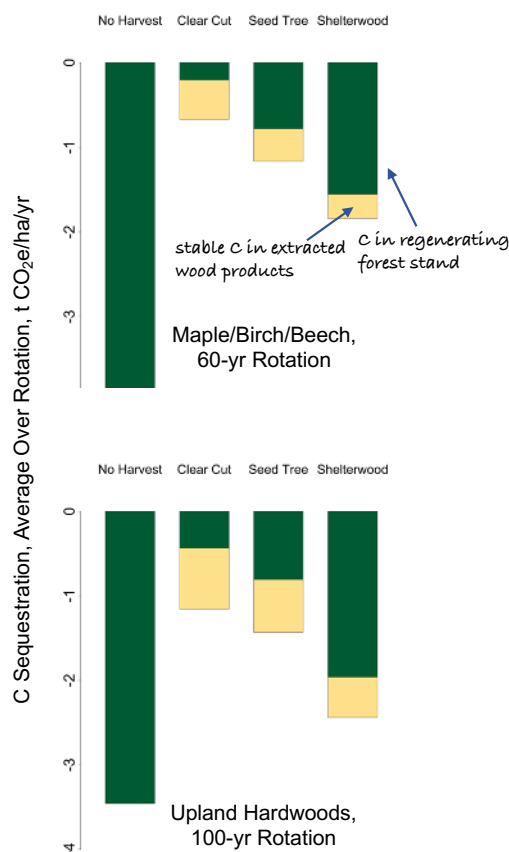 No Harvest Clear Cut Seed Tree Shelterwood
0
-1
-2
-3
stable C in extracted
wood products
C in regenerating
forest stand
Maple/Birch/Beech,
60-yr Rotation
C Sequestration, Average Over Rotation, t CO₂e/ha/yr
No Harvest Clear Cut Seed Tree Shelterwood
0
-1
-2
-3
4
Upland Hardwoods,
100-yr Rotation